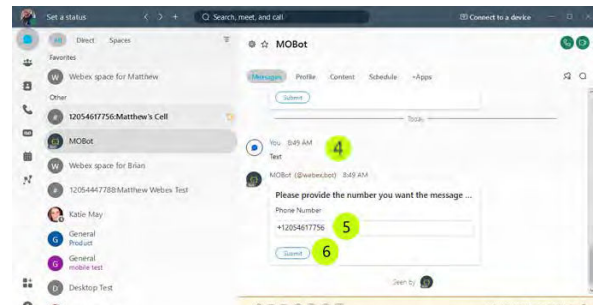 Set a status
Search, meet, and call
Connect to a device
All Direct Spaces
Favorites
W Webex space for Matthew
Other
# 12054617756:Matthew's Cell
MOBot
W Webex space for Brian
# 12054447788:Matthew Webex Test
Katie May
G General
Product
G General
mobile test
D Desktop Test
MOBot
Messages Profile Content Schedule +Apps
Submit
Today
You 8:49 AM
Text
4
MOBot (@webex.bot) 8:49 AM
Please provide the number you want the message ...
Phone Number
+12054617756
5
Submit
6
Seen by